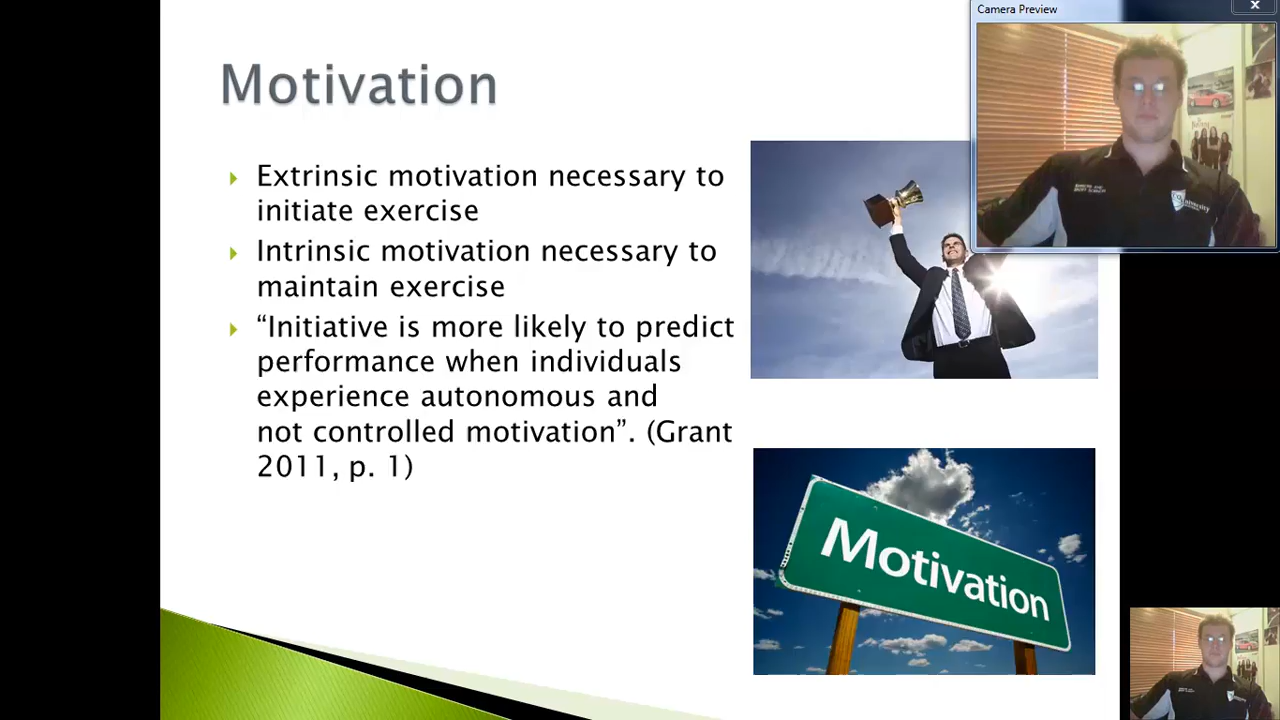 Camera Preview
Motivation
Extrinsic motivation necessary to
initiate exercise
Intrinsic motivation necessary to
maintain exercise
“Initiative is more likely to predict
performance when individuals
experience autonomous and
not controlled motivation”. (Grant
2011, p. 1)
Motivation